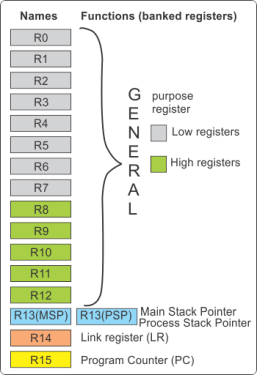 Names Functions (banked registers)
R0
R1
R2
R3
R4
R5
R6
R7
R8
R9
R10
R11
R12
GENERAL
purpose
register
Low registers
High registers
R13(MSP) R13(PSP) Main Stack Pointer
Process Stack Pointer
R14 Link register (LR)
R15 Program Counter (PC)